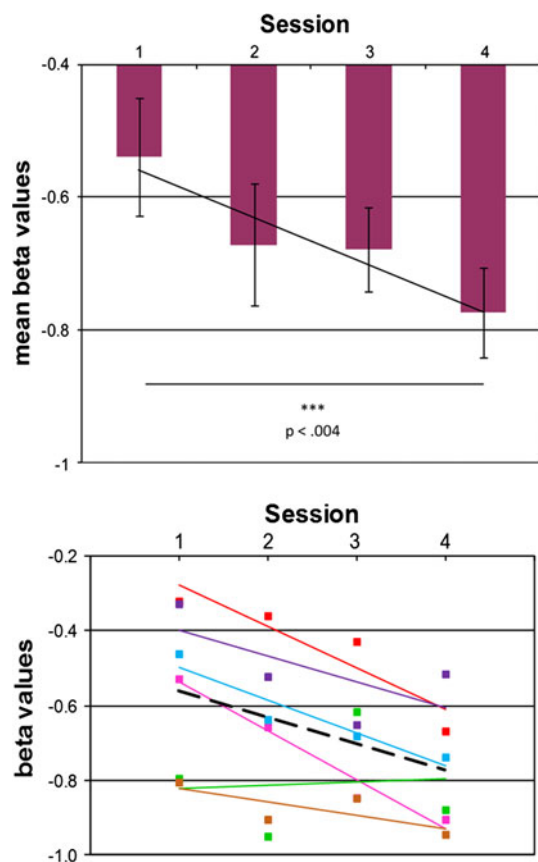 Session
1 2 3 4
-0.4
-0.6
-0.8
-1
mean beta values
***
p < .004
Session
1 2 3 4
-0.2
-0.4
-0.6
-0.8
-1.0
beta values